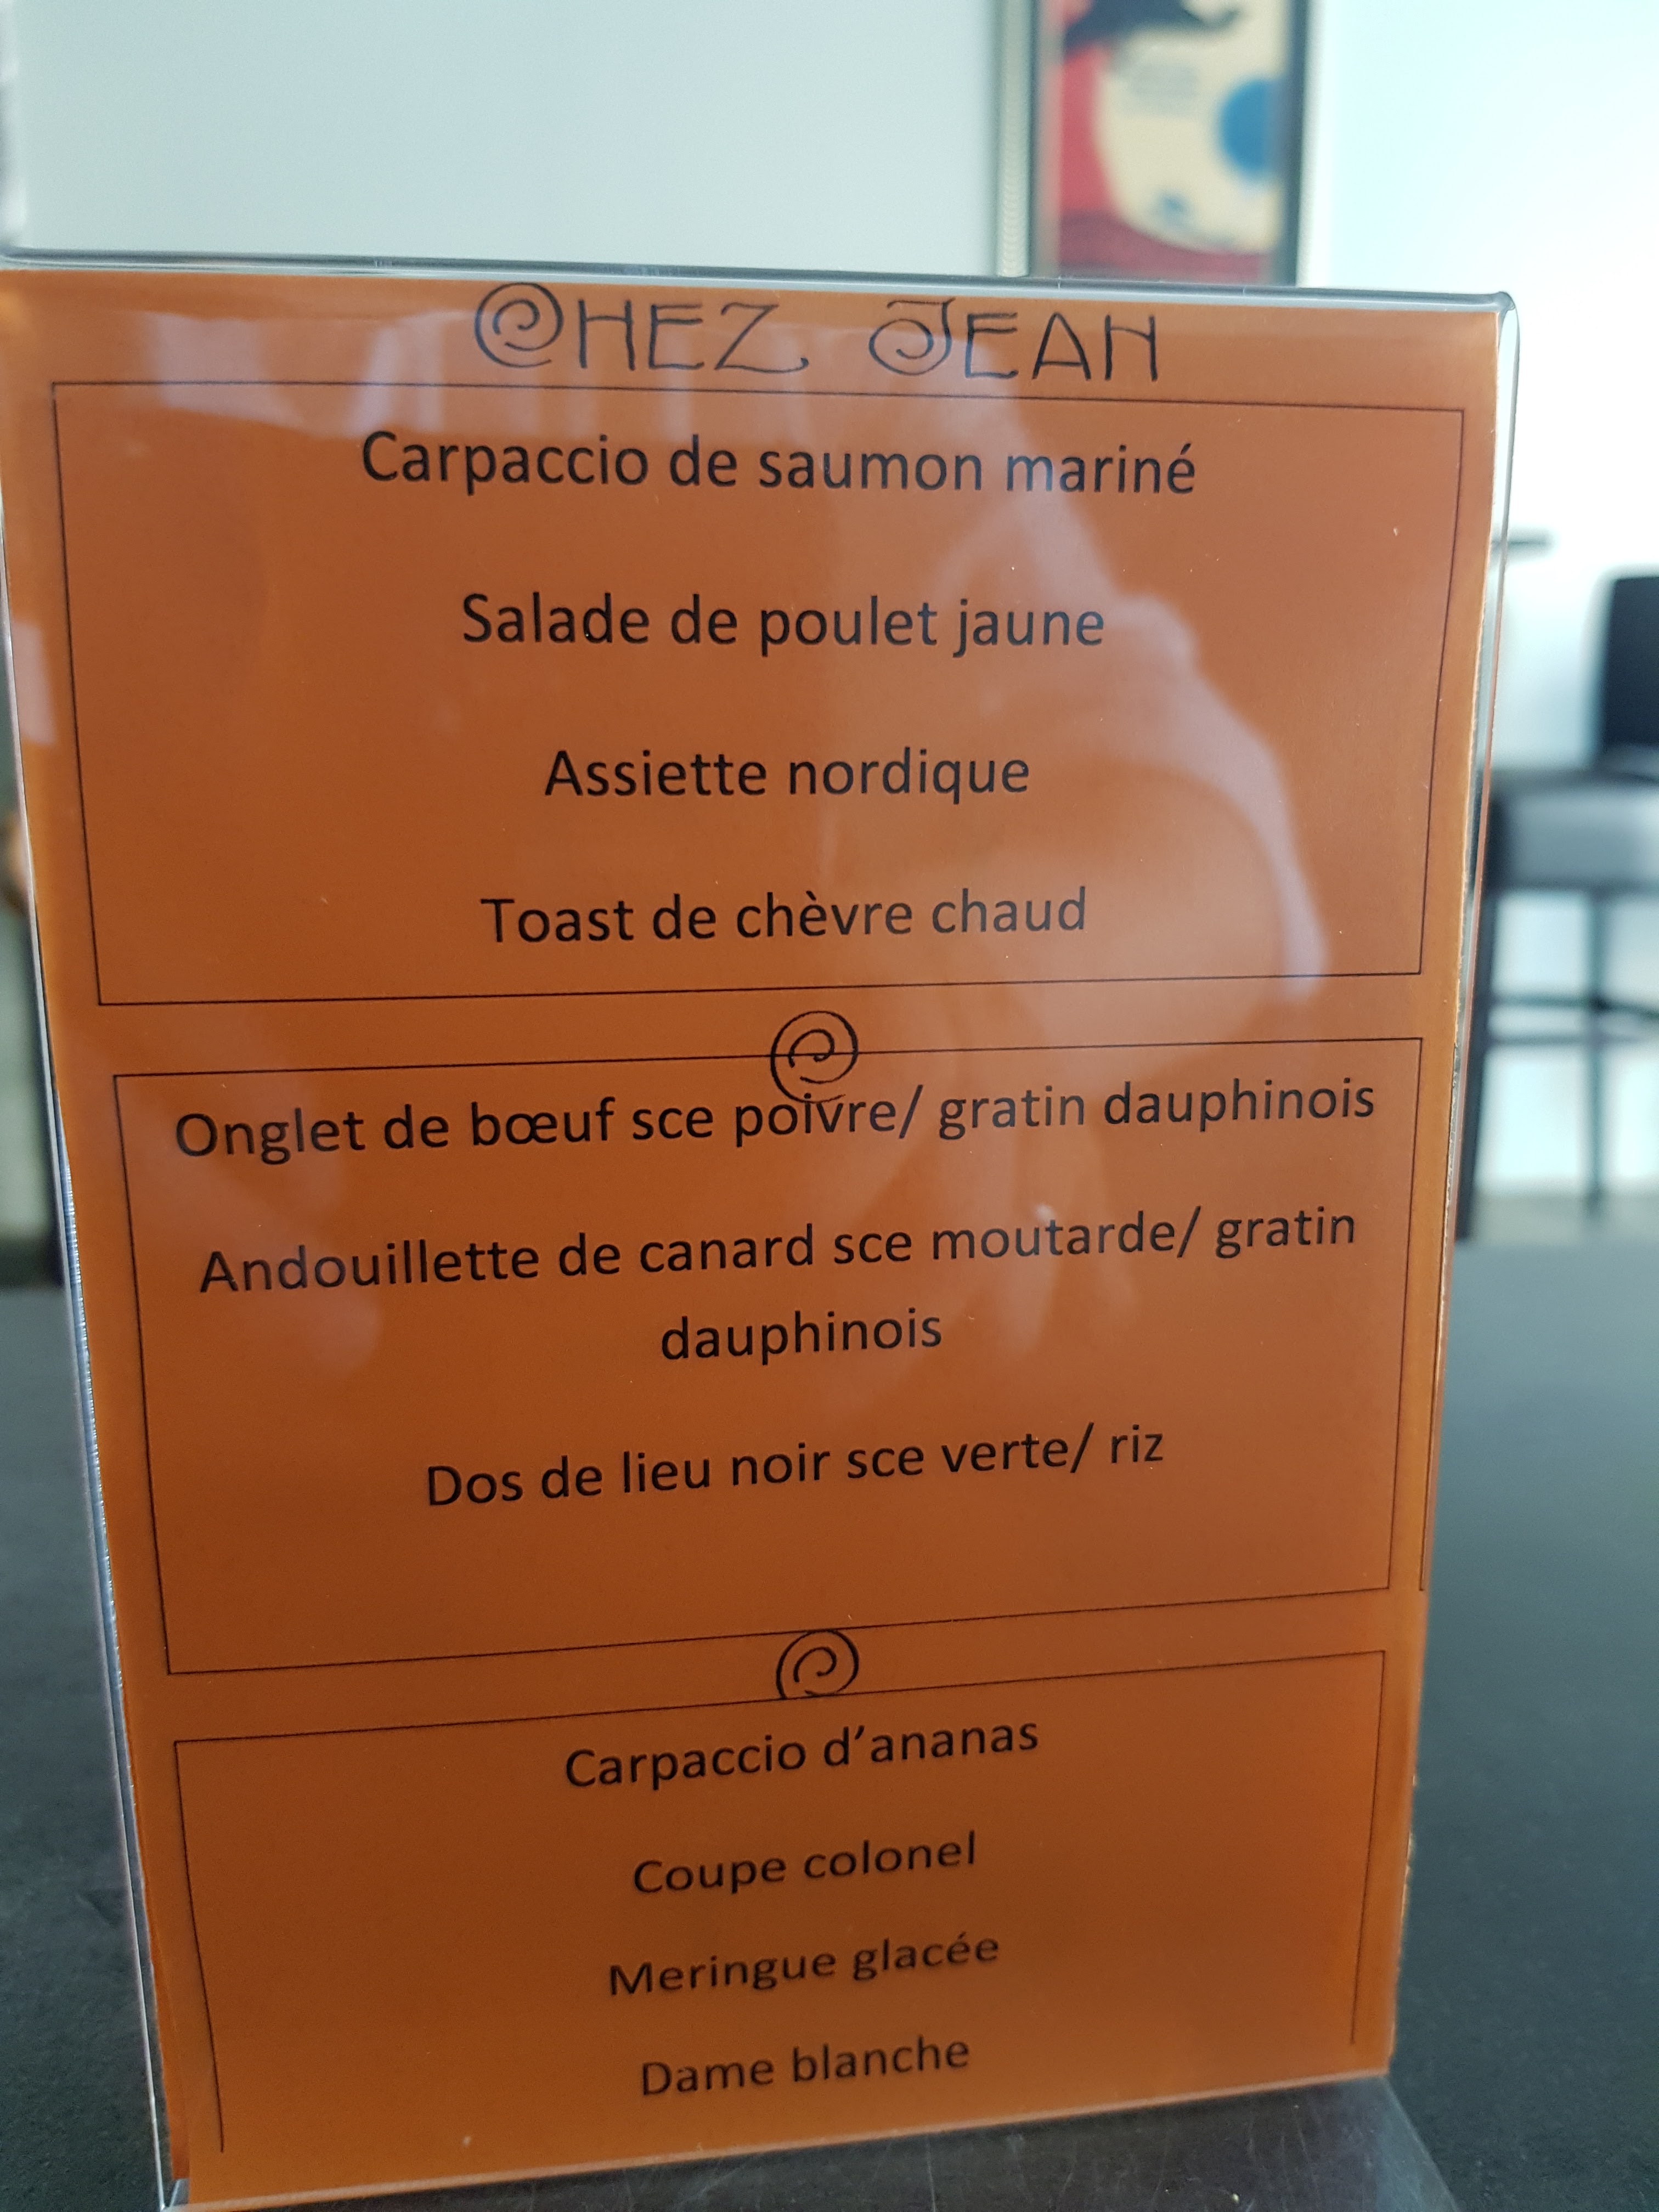 CHEZ JEAN
Carpaccio de saumon mariné
Salade de poulet jaune
Assiette nordique
Toast de chèvre chaud
Onglet de bœuf sce poivre/ gratin dauphinois
Andouillette de canard sce moutarde/ gratin
dauphinois
Dos de lieu noir sce verte/ riz
Carpaccio d’ananas
Coupe colonel
Meringue glacée
Dame blanche